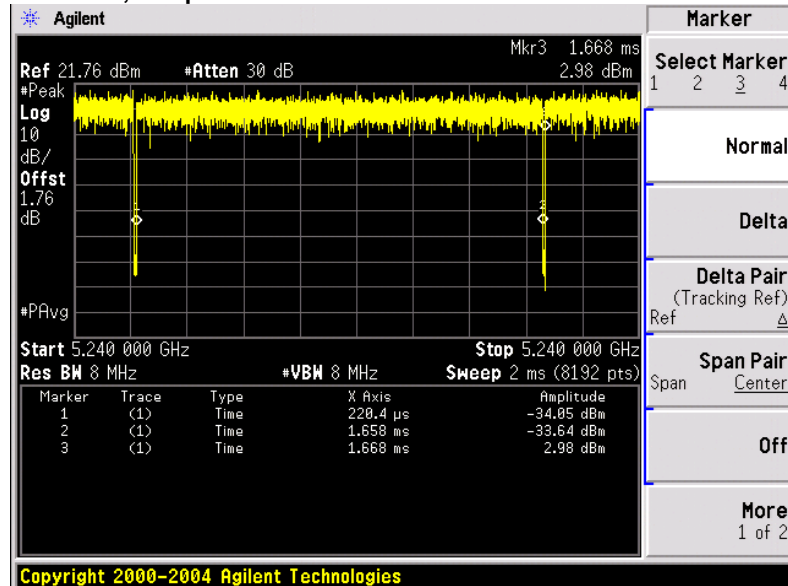 Agilent
Marker
Mkr3 1.668 ms
Ref 21.76 dBm #Atten 30 dB 2.98 dBm
#Peak
Log
10
dB/
Offst
1.76
dB
1
2
#PAvg
Start 5.240 000 GHz Stop 5.240 000 GHz
Res BW 8 MHz #VBW 8 MHz Sweep 2 ms (8192 pts)
Marker Trace Type X Axis Amplitude
1 (1) Time 220.4 µs -34.05 dBm
2 (1) Time 1.658 ms -33.64 dBm
3 (1) Time 1.668 ms 2.98 dBm
Select Marker
1 2 3 4
Normal
Delta
Delta Pair
(Tracking Ref)
Ref Δ
Span Pair
Span Center
Off
More
1 of 2
Copyright 2000-2004 Agilent Technologies